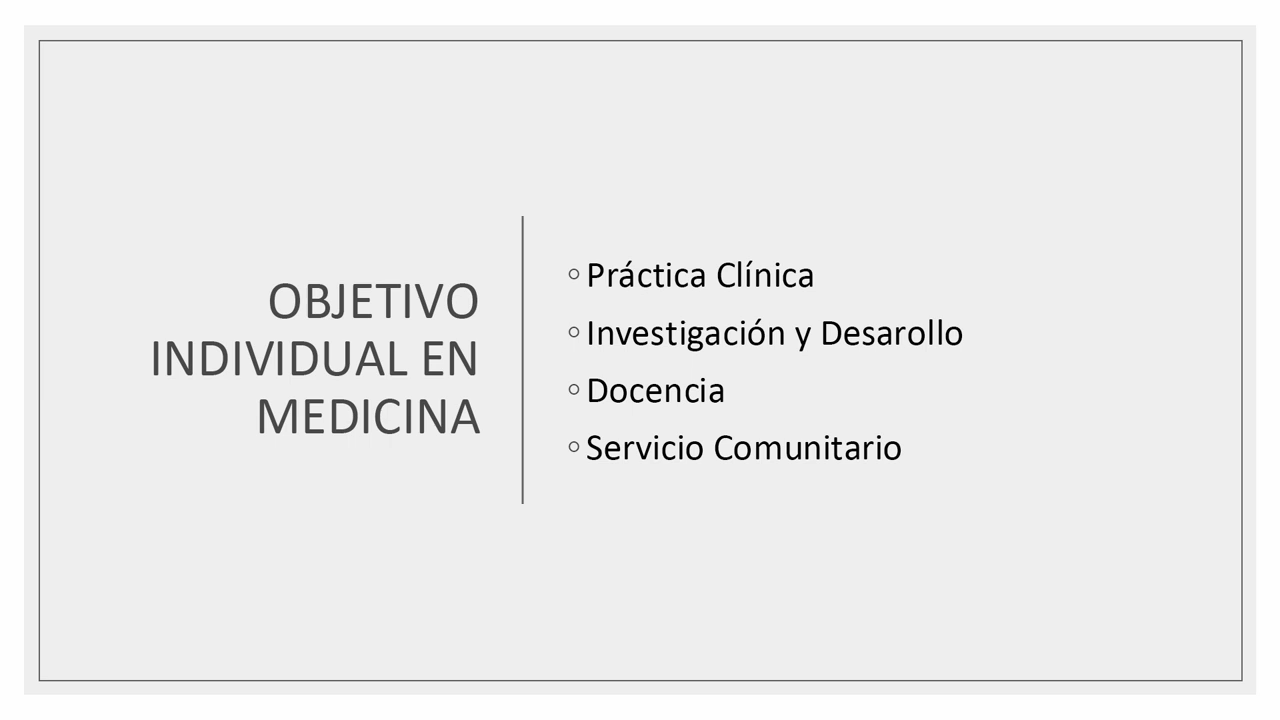 OBJETIVO
INDIVIDUAL EN
MEDICINA
Práctica Clínica
Investigación y Desarollo
Docencia
Servicio Comunitario